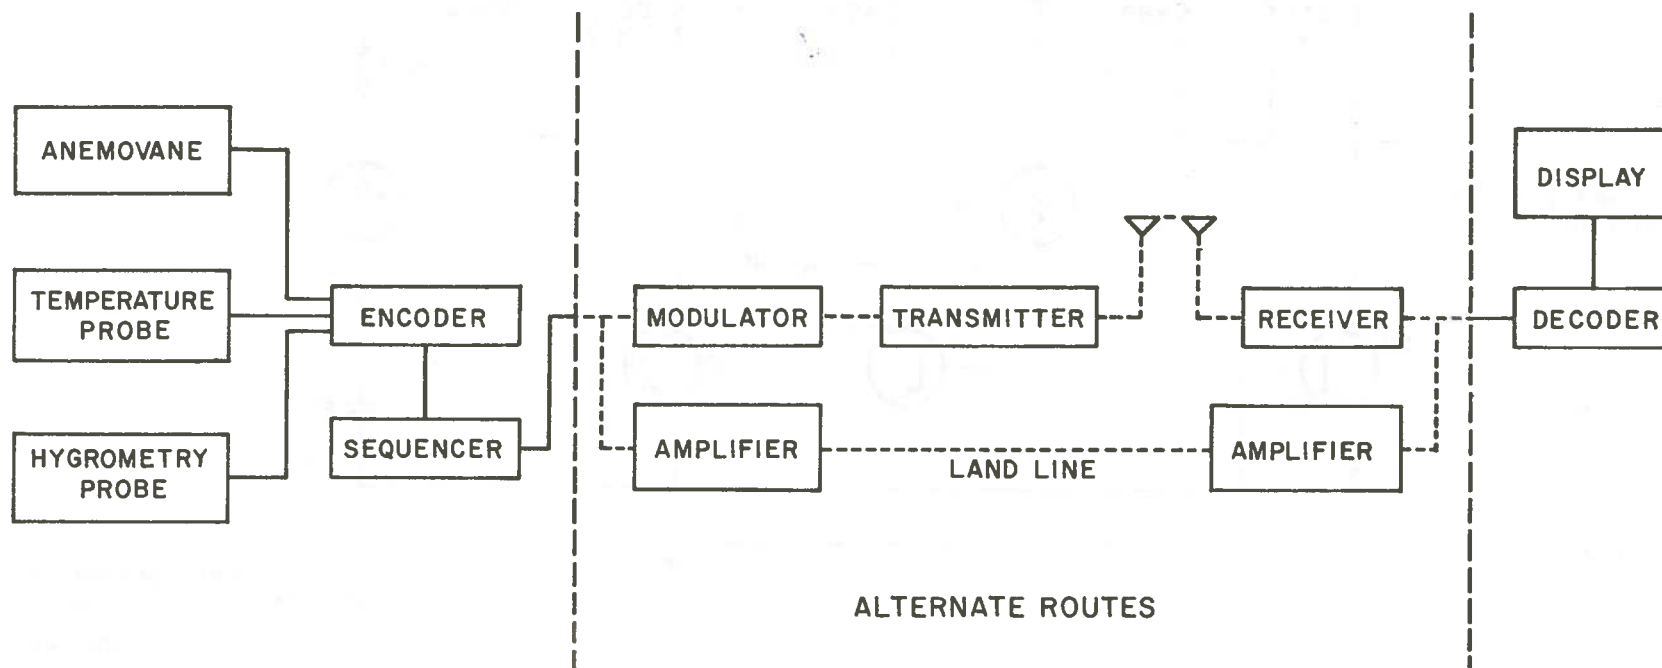 ANEMOVANE
TEMPERATURE
PROBE
HYGROMETRY
PROBE
ENCODER
SEQUENCER
MODULATOR
TRANSMITTER
RECEIVER
AMPLIFIER
LAND LINE
AMPLIFIER
DISPLAY
DECODER
ALTERNATE ROUTES